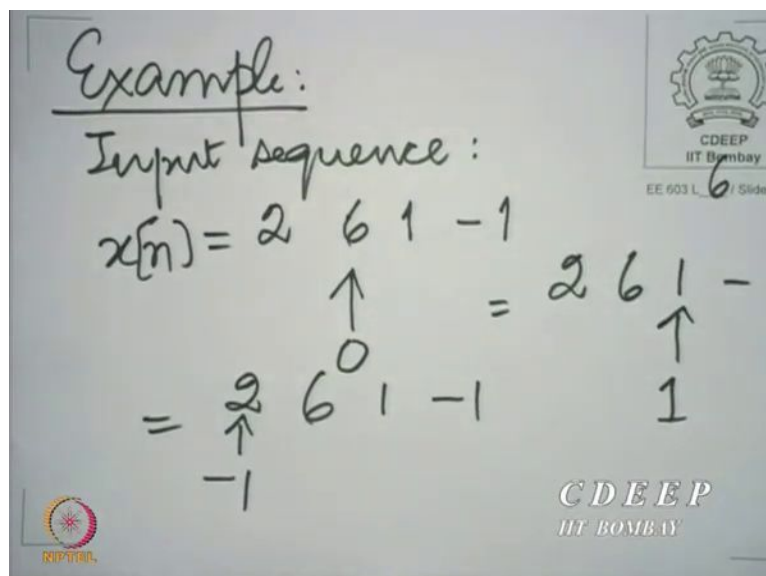 Example:
Input sequence:
x[n] = 2 6 1 -1
↑
0
= 2 6 1 -
↑
1
= 2 6 1 -1
↑
-1
CDEEP
IIT Bombay
EE 603 L_6 / Slide
CDEEP
IIT BOMBAY
NPTEL